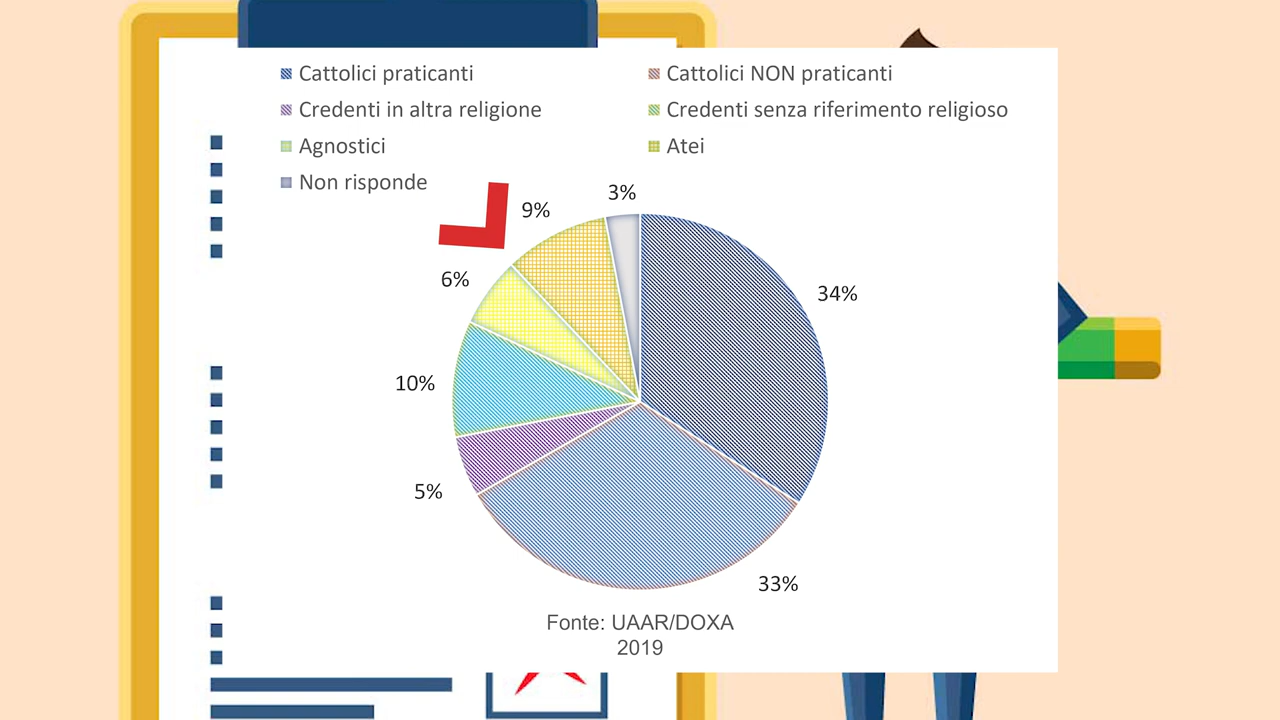 Cattolici praticanti
Cattolici NON praticanti
Credenti in altra religione
Credenti senza riferimento religioso
Agnostici
Atei
Non risponde
3%
9%
6%
34%
10%
5%
33%
Fonte: UAAR/DOXA
2019